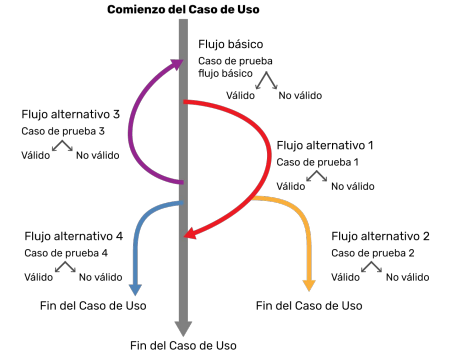 Comienzo del Caso de Uso
Flujo básico
Caso de prueba
flujo básico
Válido No válido
Flujo alternativo 3
Caso de prueba 3
Válido No válido
Flujo alternativo 1
Caso de prueba 1
Válido No válido
Flujo alternativo 4
Caso de prueba 4
Válido No válido
Fin del Caso de Uso
Flujo alternativo 2
Caso de prueba 2
Válido No válido
Fin del Caso de Uso
Fin del Caso de Uso